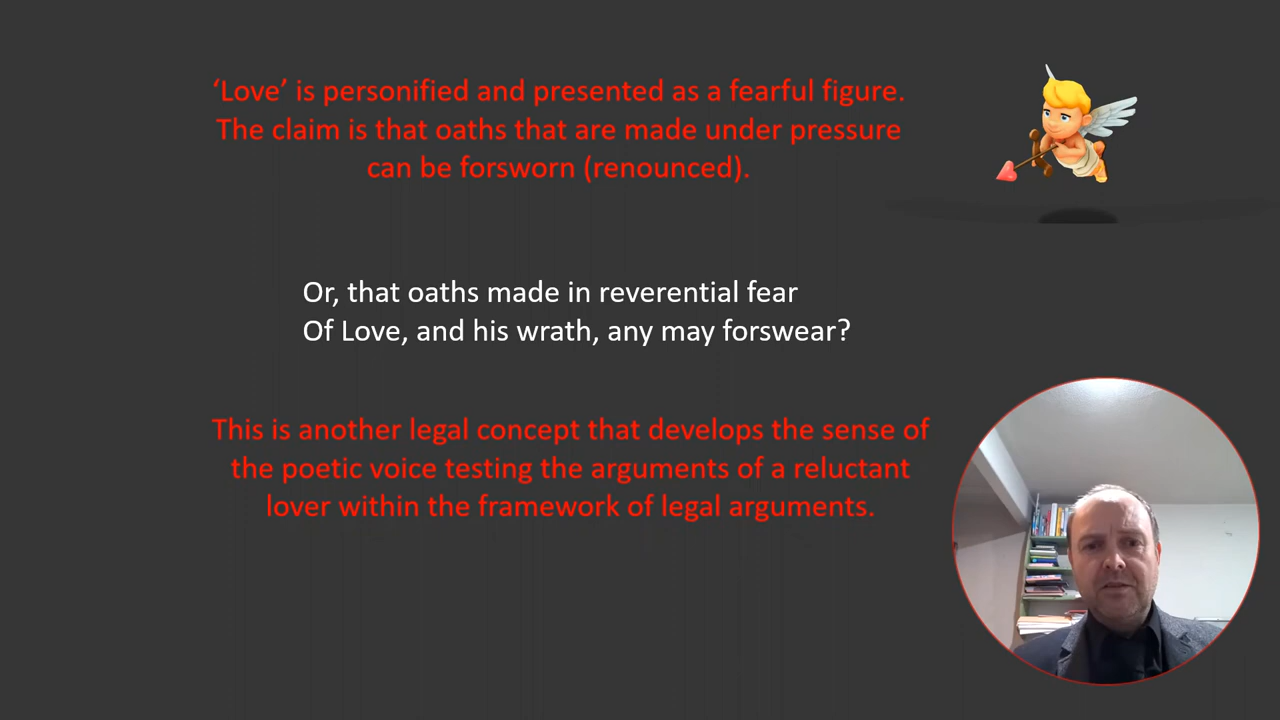 ‘Love’ is personified and presented as a fearful figure.
The claim is that oaths that are made under pressure
can be forsworn (renounced).
Or, that oaths made in reverential fear
Of Love, and his wrath, any may forswear?
This is another legal concept that develops the sense of
the poetic voice testing the arguments of a reluctant
lover within the framework of legal arguments.